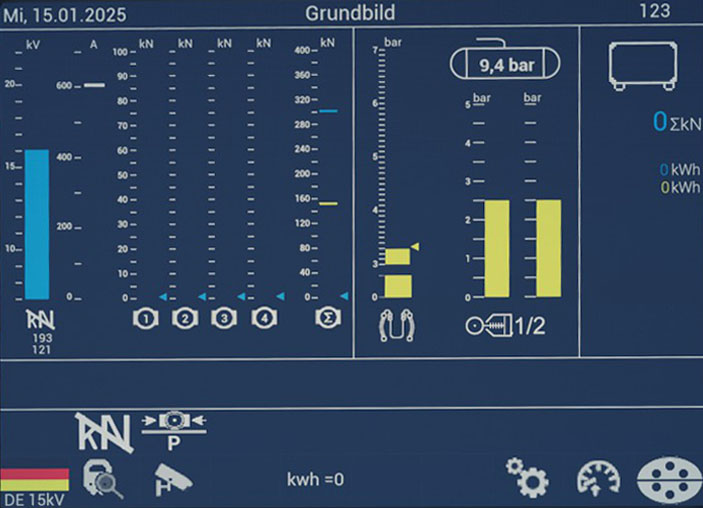 Mi, 15.01.2025 Grundbild 123
kV A kN kN kN kN kN bar 9,4 bar
bar bar
20 15 10
600 400 200 0
100 90 80 70 60 50 40 30 20 10 0
400 360 320 280 240 200 160 120 80 40 0
7 6 5 4 3 0
5 4 3 2 1 0
0 ΣkN
0 kWh
0 kWh
1 2 3 4 Σ
1/2
193
121
P
kwh =0
DE 15kV